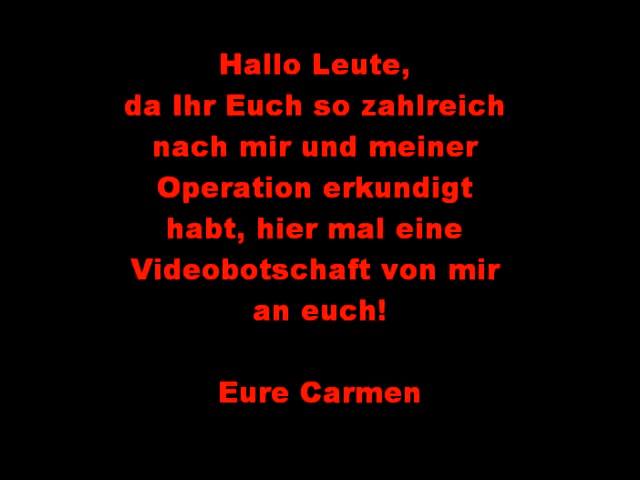 Hallo Leute,
da Ihr Euch so zahlreich
nach mir und meiner
Operation erkundigt
habt, hier mal eine
Videobotschaft von mir
an euch!
Eure Carmen